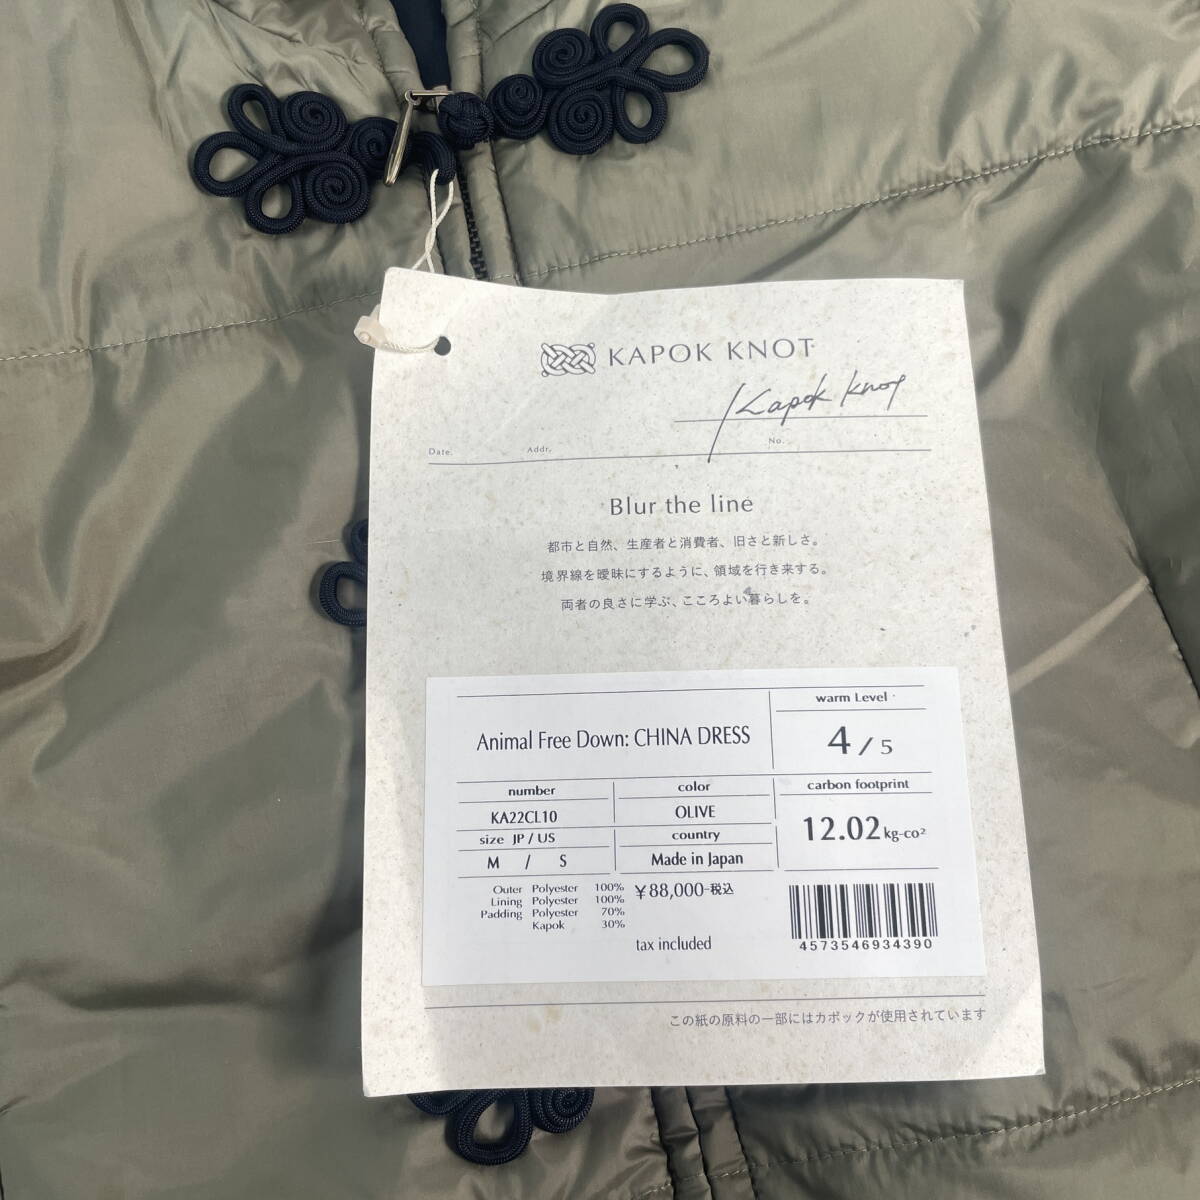 KAPOK KNOT
Kapok Knot
Date. Addr. No.
Blur the line
都市と自然、生産者と消費者、旧さと新しさ。
境界線を曖昧にするように、領域を行き来する。
両者の良さに学ぶ、こころよい暮らしを。
Animal Free Down: CHINA DRESS
warm Level
4 / 5
number
KA22CL10
color
OLIVE
carbon footprint
12.02 kg-co²
size JP / US
M / S
country
Made in Japan
Outer Polyester 100%
Lining Polyester 100%
Padding Polyester 70%
Kapok 30%
¥88,000-税込
tax included
4573546934390
この紙の原料の一部にはカポックが使用されています